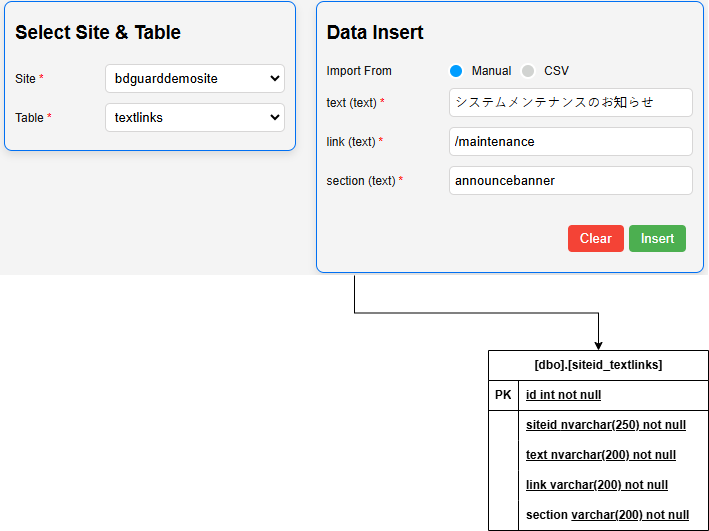 Select Site & Table
Site *
bdguarddemosite
Table *
textlinks
Data Insert
Import From
Manual
CSV
text (text) *
システムメンテナンスのお知らせ
link (text) *
/maintenance
section (text) *
announcebanner
Clear
Insert
[dbo].[siteid_textlinks]
PK
id int not null
siteid nvarchar(250) not null
text nvarchar(200) not null
link varchar(200) not null
section varchar(200) not null